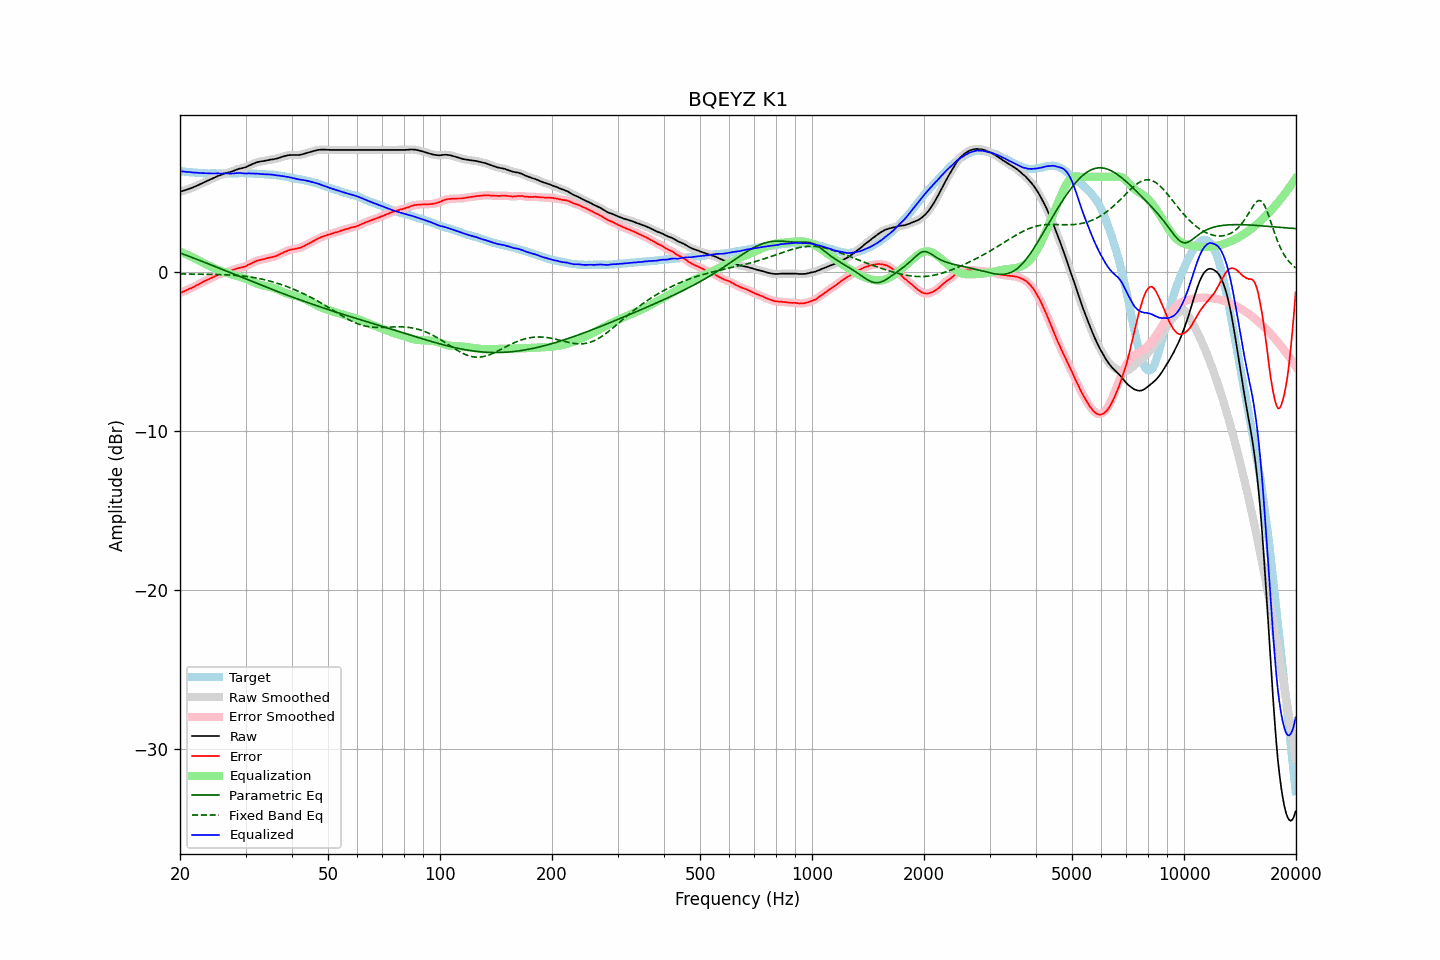 BQEYZ K1
Amplitude (dBr)
0
−10
−20
−30
Target
Raw Smoothed
Error Smoothed
Raw
Error
Equalization
Parametric Eq
Fixed Band Eq
Equalized
20 50 100 200 500 1000 2000 5000 10000 20000
Frequency (Hz)